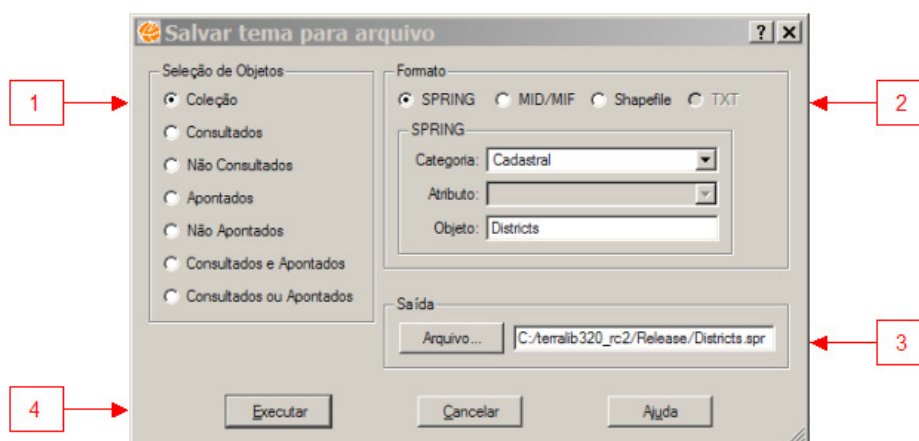 Salvar tema para arquivo
Seleção de Objetos
Coleção
Consultados
Não Consultados
Apontados
Não Apontados
Consultados e Apontados
Consultados ou Apontados
Formato
SPRING MID/MIF Shapefile TXT
SPRING
Categoria: Cadastral
Atributo:
Objeto: Districts
Saída
Arquivo... C:/terralib320_rc2/Release/Districts.spr
Executar Cancelar Ajuda
1
2
3
4